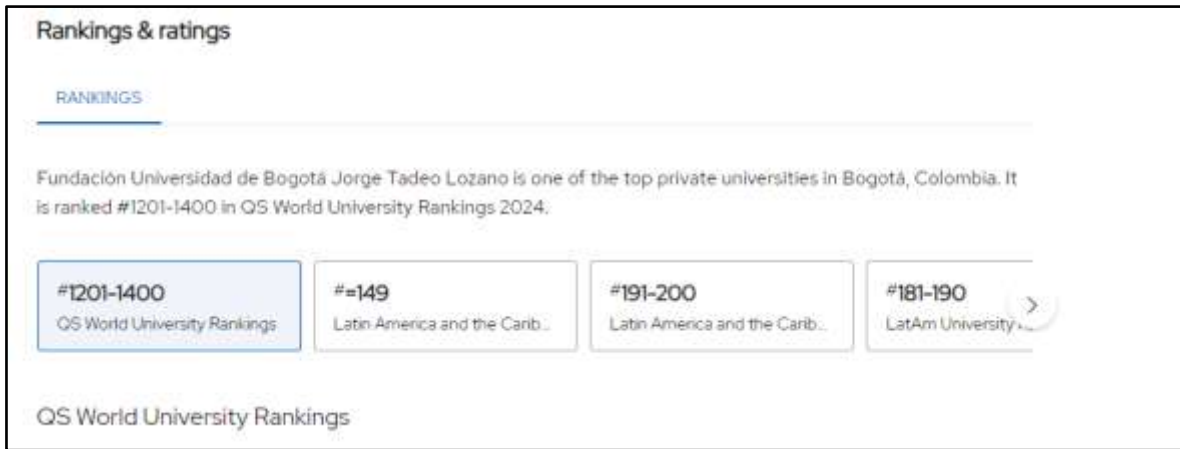 Rankings & ratings
RANKINGS
Fundación Universidad de Bogotá Jorge Tadeo Lozano is one of the top private universities in Bogotá, Colombia. It
is ranked #1201-1400 in QS World University Rankings 2024.
#1201-1400
QS World University Rankings
#=149
Latin America and the Carib...
#191-200
Latin America and the Carib...
#181-190
LatAm University
QS World University Rankings